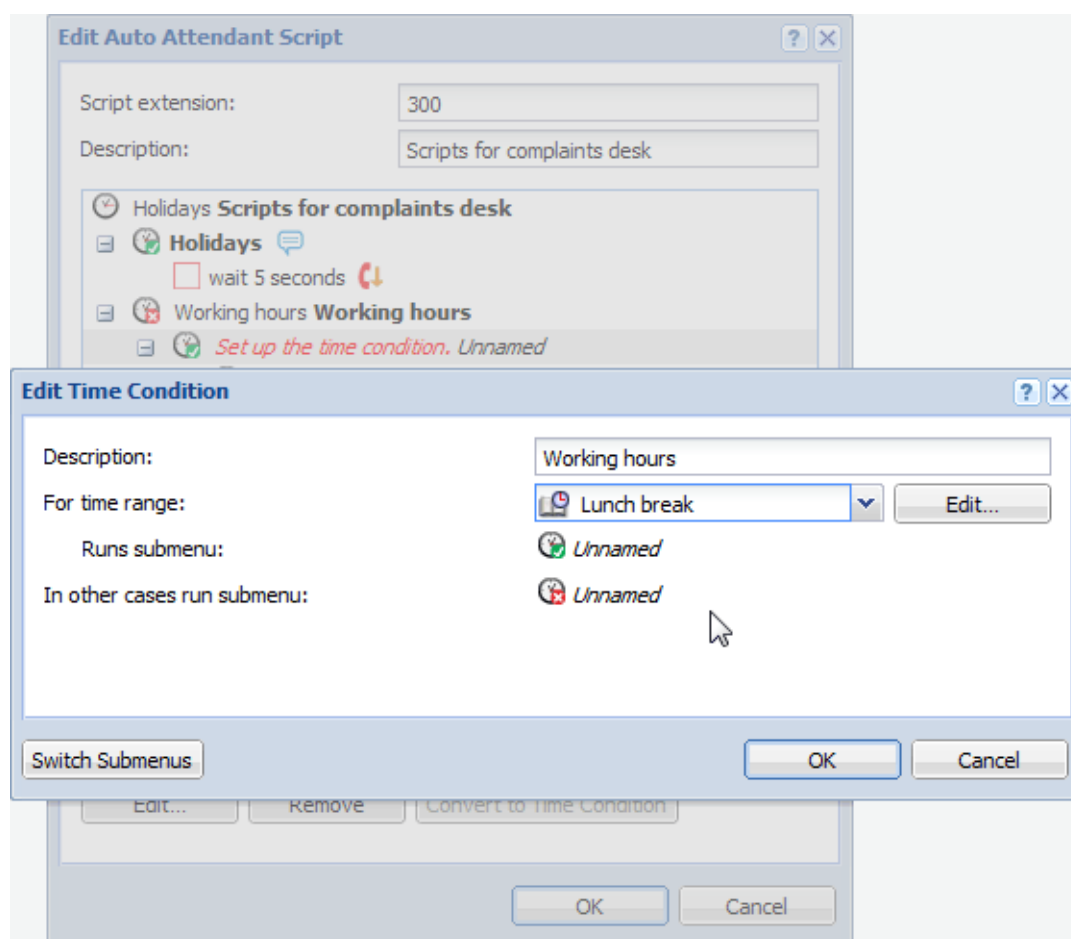 Edit Auto Attendant Script
Script extension: 300
Description: Scripts for complaints desk
Holidays Scripts for complaints desk
Holidays
wait 5 seconds
Working hours Working hours
Set up the time condition. Unnamed
Edit Time Condition
Description: Working hours
For time range: Lunch break Edit...
Runs submenu: Unnamed
In other cases run submenu: Unnamed
Switch Submenus OK Cancel
Edit... Remove Convert to Time Condition
OK Cancel